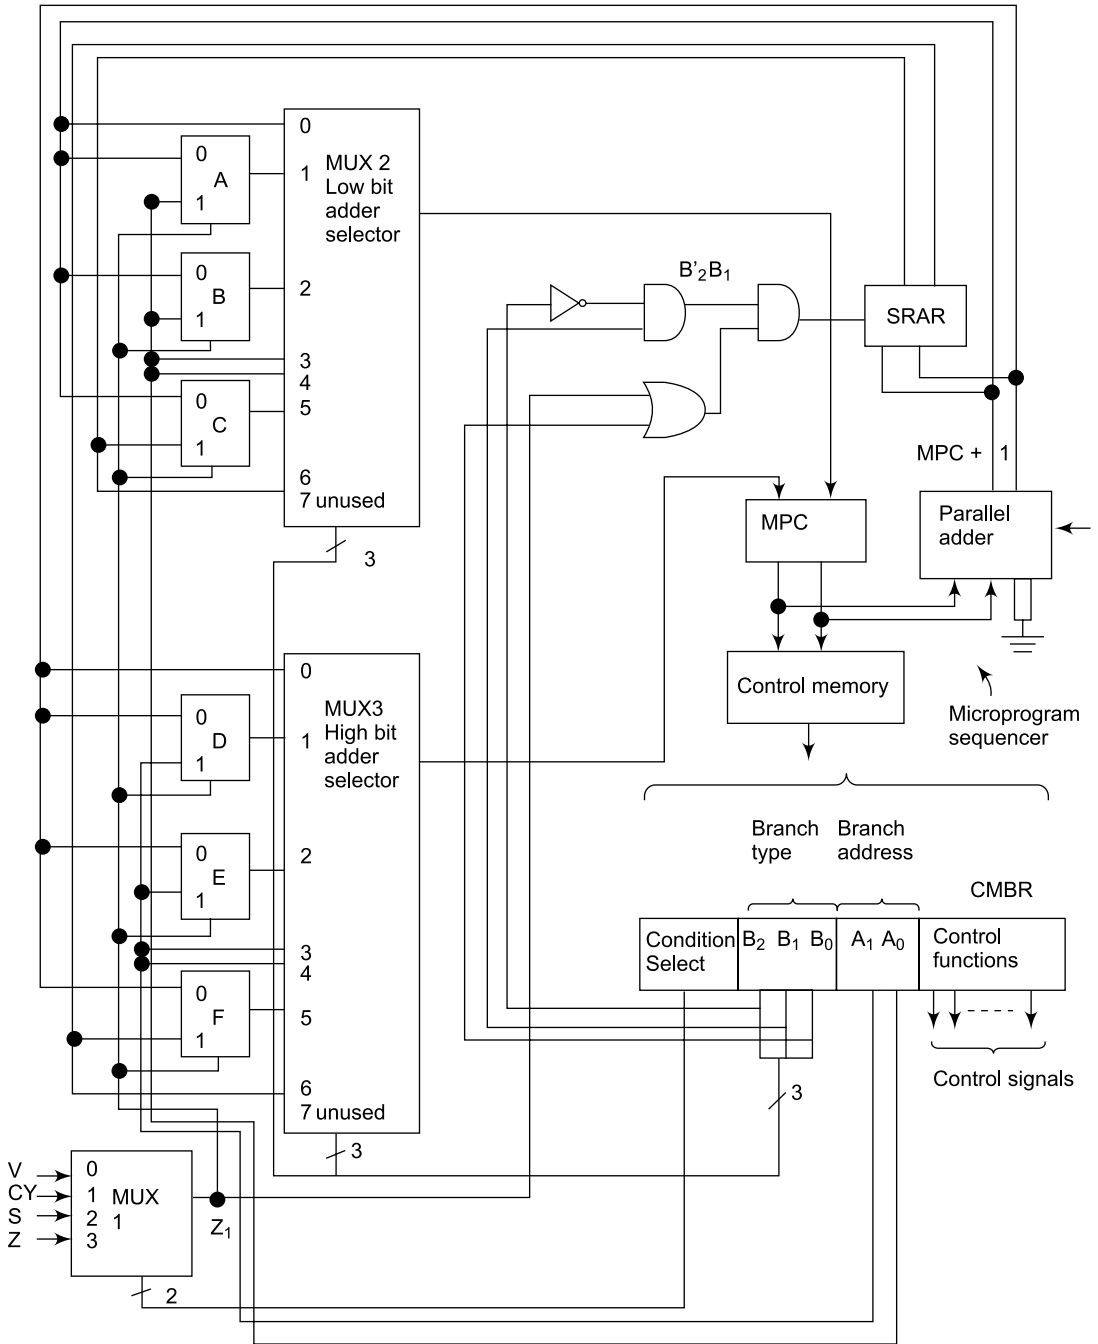 0
0
A
1
1
MUX 2
Low bit
adder
selector
0
B
1
2
3
4
0
C
1
5
6
7 unused
3
B'₂B₁
SRAR
MPC + 1
MPC
Parallel
adder
Control memory
Microprogram
sequencer
0
0
D
1
1
MUX3
High bit
adder
selector
0
E
1
2
3
4
0
F
1
5
6
7 unused
3
Branch
type
Branch
address
CMBR
Condition
Select
B₂ B₁ B₀
A₁ A₀
Control
functions
Control signals
3
V
CY
S
Z
0
1
2
3
MUX
1
Z₁
2